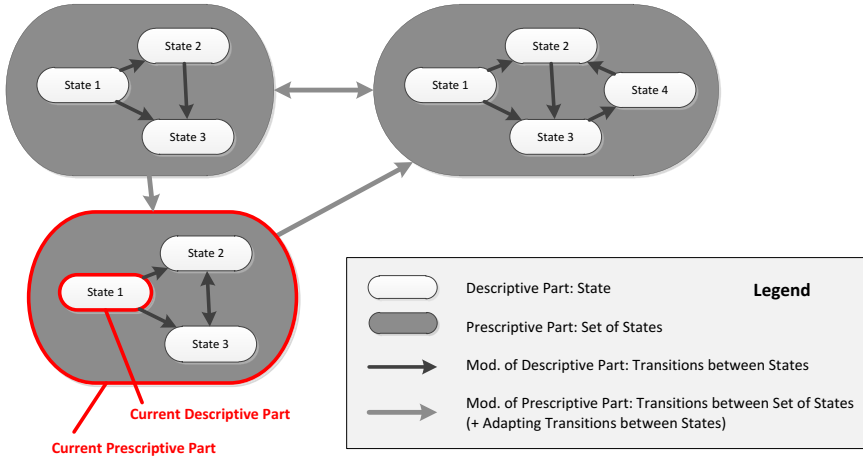 State 2
State 1
State 3
State 2
State 1
State 4
State 3
State 2
State 1
State 3
Current Descriptive Part
Current Prescriptive Part
Legend
Descriptive Part: State
Prescriptive Part: Set of States
Mod. of Descriptive Part: Transitions between States
Mod. of Prescriptive Part: Transitions between Set of States
(+ Adapting Transitions between States)